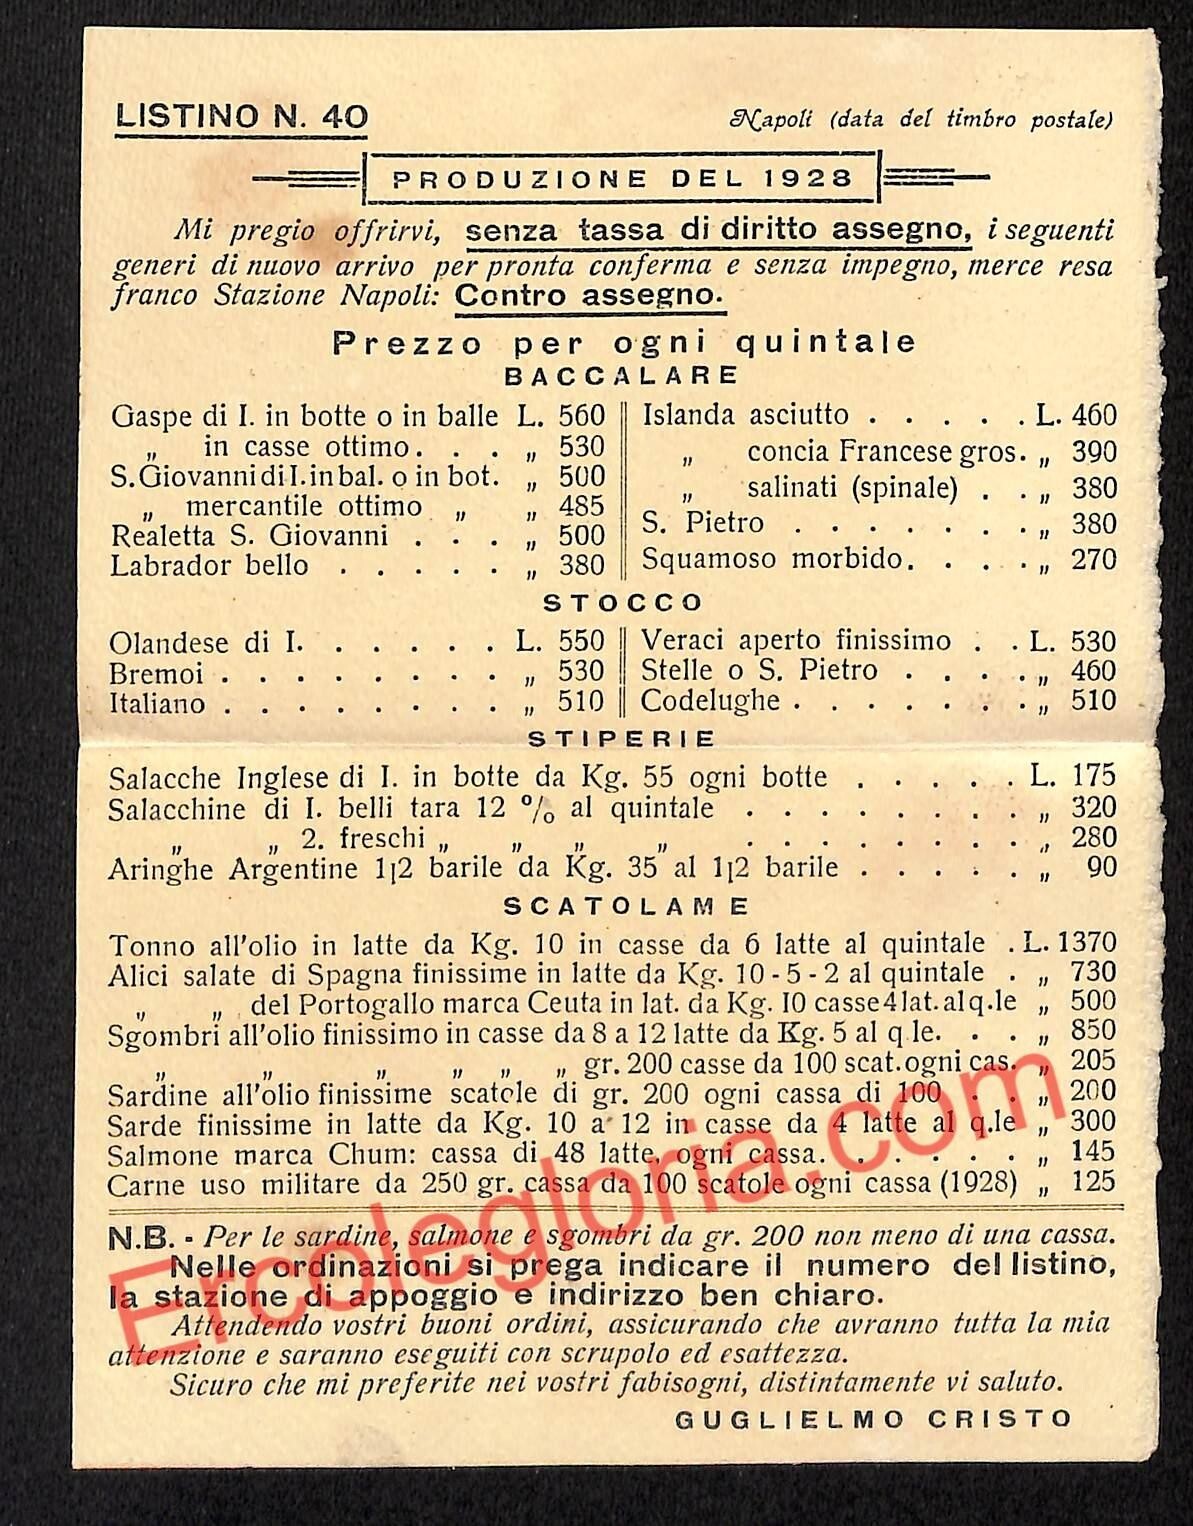 LISTINO N. 40
Napoli (data del timbro postale)
PRODUZIONE DEL 1928
Mi pregio offrirvi, senza tassa di diritto assegno, i seguenti
generi di nuovo arrivo per pronta conferma e senza impegno, merce resa
franco Stazione Napoli: Contro assegno.
Prezzo per ogni quintale
BACCALARE
Gaspe di I. in botte o in balle L. 560
„ in casse ottimo. . . . „ 530
S. Giovanni di I. in bal. o in bot. „ 500
„ mercantile ottimo „ „ 485
Realetta S. Giovanni . . . „ 500
Labrador bello . . . . . „ 380
Islanda asciutto . . . . . L. 460
„ concia Francese gros. „ 390
„ salinati (spinale) . . „ 380
S. Pietro . . . . . . . „ 380
Squamoso morbido. . . . . „ 270
STOCCO
Olandese di I. . . . . . . L. 550
Bremoi . . . . . . . . . „ 530
Italiano . . . . . . . . . „ 510
Veraci aperto finissimo . . L. 530
Stelle o S. Pietro . . . . . „ 460
Codelughe . . . . . . . . „ 510
STIPERIE
Salacche Inglese di I. in botte da Kg. 55 ogni botte . . . . . L. 175
Salacchine di I. belli tara 12 % al quintale . . . . . . . . . „ 320
„ „ 2. freschi „ „ „ „ . . . . . . . . . „ 280
Aringhe Argentine 1|2 barile da Kg. 35 al 1|2 barile . . . . . „ 90
SCATOLAME
Tonno all'olio in latte da Kg. 10 in casse da 6 latte al quintale . L. 1370
Alici salate di Spagna finissime in latte da Kg. 10 - 5 - 2 al quintale . „ 730
„ „ del Portogallo marca Ceuta in lat. da Kg. 10 casse 4 lat. al q.le „ 500
Sgombri all'olio finissimo in casse da 8 a 12 latte da Kg. 5 al q.le. . . „ 850
„ „ „ „ „ „ gr. 200 casse da 100 scat. ogni cas. „ 205
Sardine all'olio finissime scatole di gr. 200 ogni cassa di 100 . . „ 200
Sarde finissime in latte da Kg. 10 a 12 in casse da 4 latte al q.le „ 300
Salmone marca Chum: cassa di 48 latte, ogni cassa. . . . . . . „ 145
Carne uso militare da 250 gr. cassa da 100 scatole ogni cassa (1928) „ 125
N.B. - Per le sardine, salmone e sgombri da gr. 200 non meno di una cassa.
Nelle ordinazioni si prega indicare il numero del listino,
la stazione di appoggio e indirizzo ben chiaro.
Attendendo vostri buoni ordini, assicurando che avranno tutta la mia
attenzione e saranno eseguiti con scrupolo ed esattezza.
Sicuro che mi preferite nei vostri fabisogni, distintamente vi saluto.
GUGLIELMO CRISTO
Ercolegloria.com